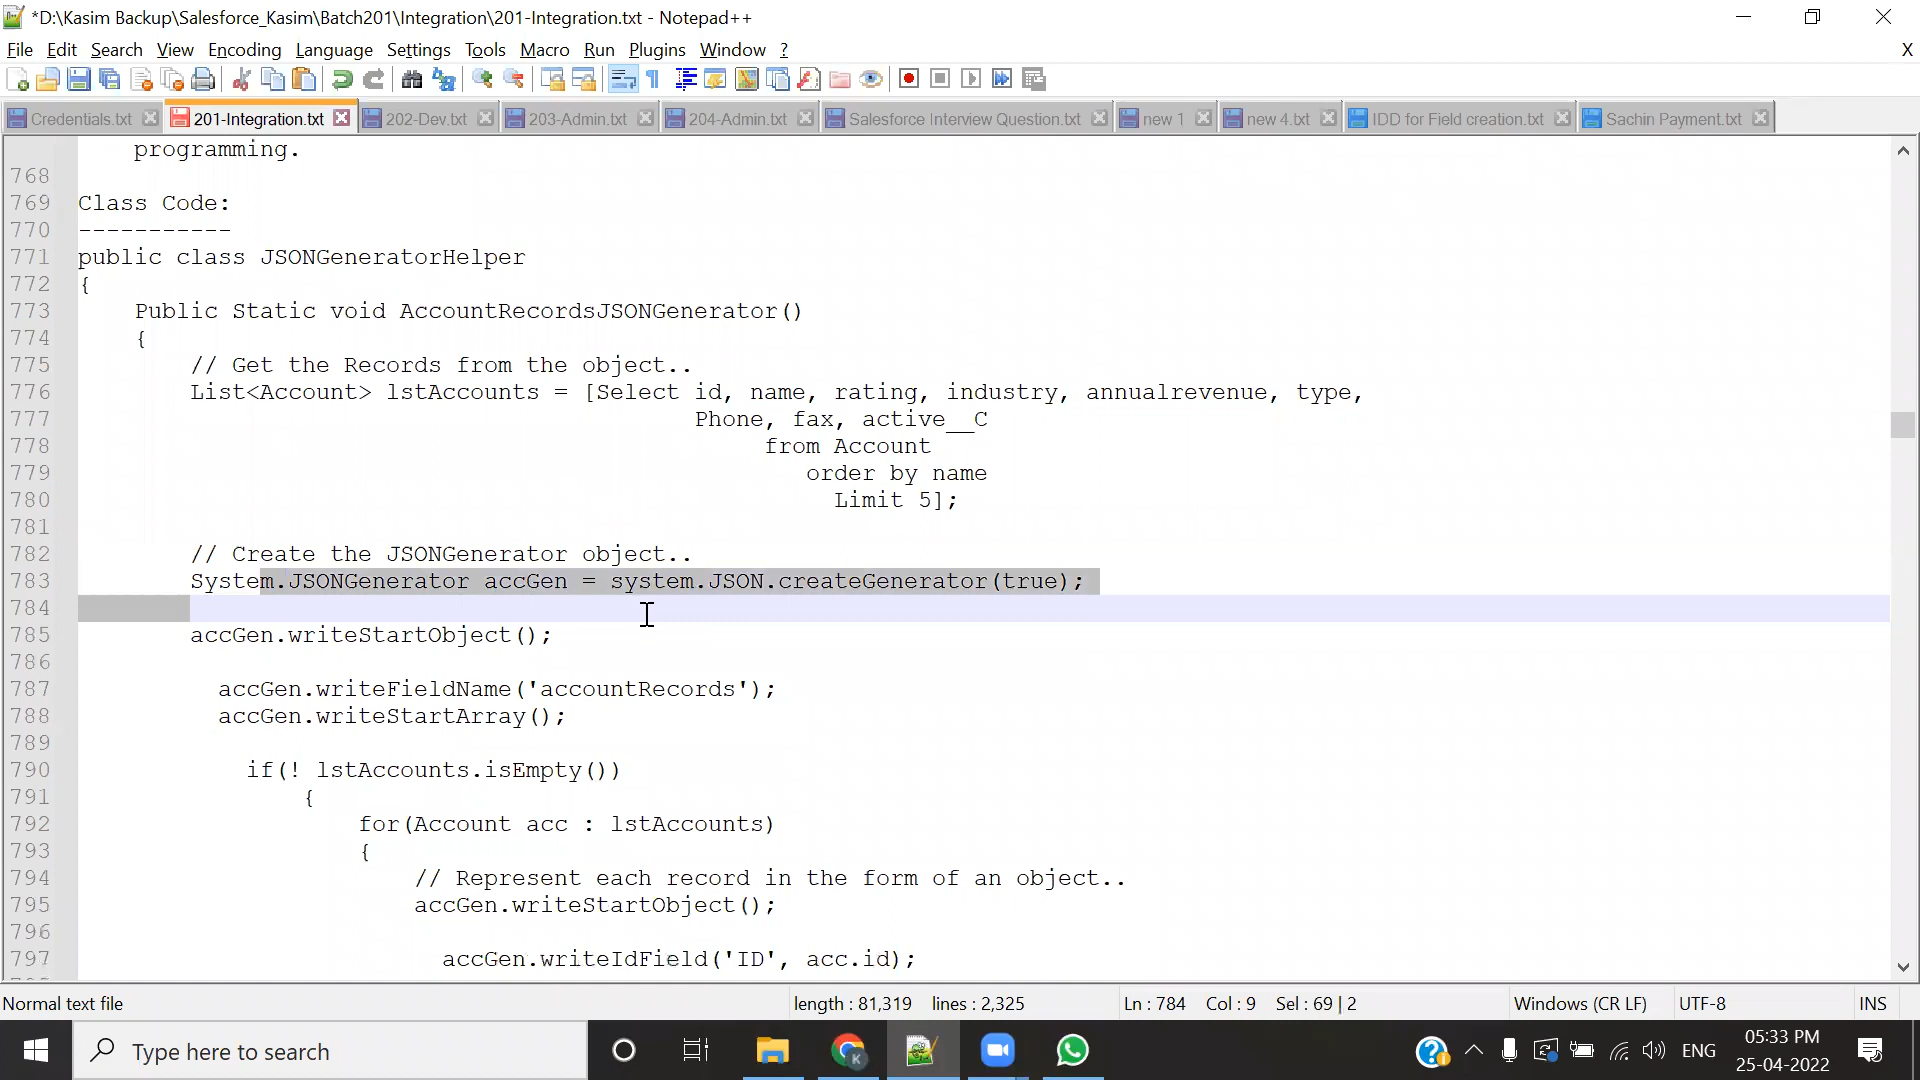 *D:\Kasim Backup\Salesforce_Kasim\Batch201\Integration\201-Integration.txt - Notepad++
File Edit Search View Encoding Language Settings Tools Macro Run Plugins Window ? X
Credentials.txt 201-Integration.txt 202-Dev.txt 203-Admin.txt 204-Admin.txt Salesforce Interview Question.txt new 1 new 4.txt IDD for Field creation.txt Sachin Payment.txt
programming.
768
769 Class Code:
770 -----------
771 public class JSONGeneratorHelper
772 {
773 Public Static void AccountRecordsJSONGenerator()
774 {
775 // Get the Records from the object..
776 List<Account> lstAccounts = [Select id, name, rating, industry, annualrevenue, type,
777 Phone, fax, active__C
778 from Account
779 order by name
780 Limit 5];
781
782 // Create the JSONGenerator object..
783 System.JSONGenerator accGen = system.JSON.createGenerator(true);
784
785 accGen.writeStartObject();
786
787 accGen.writeFieldName('accountRecords');
788 accGen.writeStartArray();
789
790 if(! lstAccounts.isEmpty())
791 {
792 for(Account acc : lstAccounts)
793 {
794 // Represent each record in the form of an object..
795 accGen.writeStartObject();
796
797 accGen.writeIdField('ID', acc.id);
Normal text file length : 81,319 lines : 2,325 Ln : 784 Col : 9 Sel : 69 | 2 Windows (CR LF) UTF-8 INS
Type here to search ENG 05:33 PM
25-04-2022